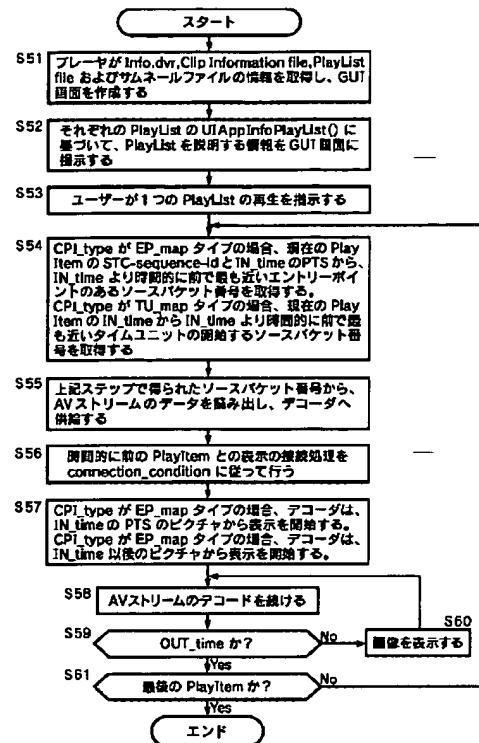 スタート
S51
プレーヤが Info.dvr,Clip Information file,PlayList
file およびサムネールファイルの情報を取得し、GUI
画面を作成する
S52
それぞれの PlayList の UIAppInfoPlayList() に
基づいて、PlayList を説明する情報を GUI 画面に
指示する
S53
ユーザーが1つの PlayList の再生を指示する
S54
CPI_type が EP_map タイプの場合、現在の Play
Item の STC-sequence-id と IN_time のPTS から、
IN_time より時間的に前で最も近いエントリーポイ
ントのあるソースパケット番号を取得する。
CPI_type が TU_map タイプの場合、現在の Play
Item の IN_time から IN_time より時間的に前で最
も近いタイムユニットの開始するソースパケット番
号を取得する
S55
上記ステップで得られたソースパケット番号から、
AVストリームのデータを読み出し、デコーダへ
供給する
S56
時間的に前の PlayItem との表示の接続処理を
connection_condition に従って行う
S57
CPI_type が EP_map タイプの場合、デコーダは、
IN_time の PTS のピクチャから表示を開始する。
CPI_type が EP_map タイプの場合、デコーダは、
IN_time 以後のピクチャから表示を開始する。
S58
AVストリームのデコードを続ける
S59
OUT_time か?
No
S60
画像を表示する
Yes
S61
最後の PlayItem か?
No
Yes
エンド